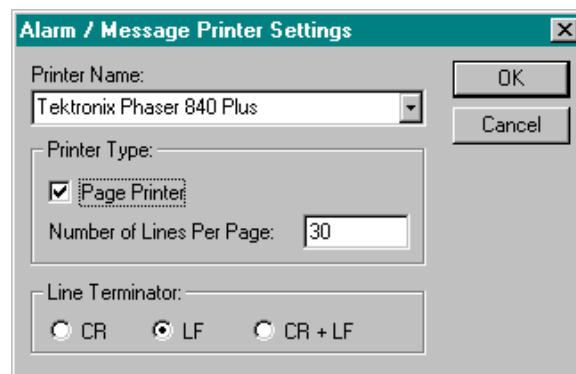 Alarm / Message Printer Settings
Printer Name:
Tektronix Phaser 840 Plus
OK
Cancel
Printer Type:
Page Printer
Number of Lines Per Page: 30
Line Terminator:
CR LF CR + LF